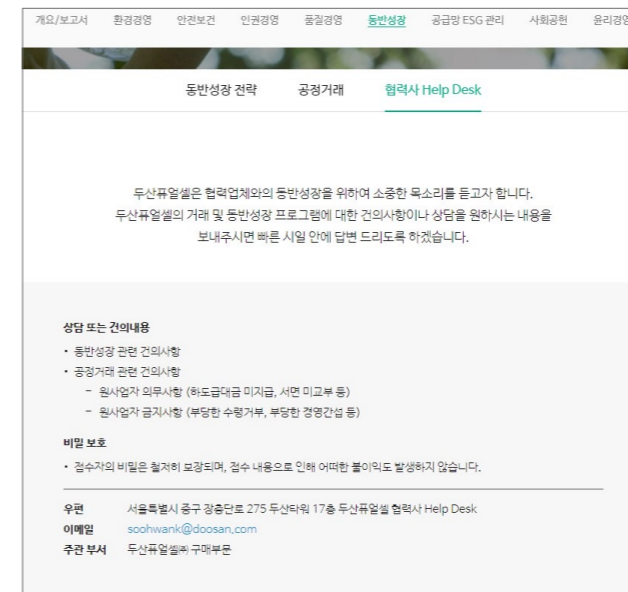 개요/보고서 환경경영 안전보건 인권경영 품질경영 동반성장 공급망 ESG 관리 사회공헌 윤리경영
동반성장 전략 공정거래 협력사 Help Desk
두산퓨얼셀은 협력업체와의 동반성장을 위하여 소중한 목소리를 듣고자 합니다.
두산퓨얼셀의 거래 및 동반성장 프로그램에 대한 건의사항이나 상담을 원하시는 내용을
보내주시면 빠른 시일 안에 답변 드리도록 하겠습니다.
상담 또는 건의내용
• 동반성장 관련 건의사항
• 공정거래 관련 건의사항
– 원사업자 의무사항 (하도급대금 미지급, 서면 미교부 등)
– 원사업자 금지사항 (부당한 수령거부, 부당한 경영간섭 등)
비밀 보호
• 접수자의 비밀은 철저히 보장되며, 접수 내용으로 인해 어떠한 불이익도 발생하지 않습니다.
우편 서울특별시 중구 장충단로 275 두산타워 17층 두산퓨얼셀 협력사 Help Desk
이메일 soohwank@doosan.com
주관 부서 두산퓨얼셀㈜ 구매부문